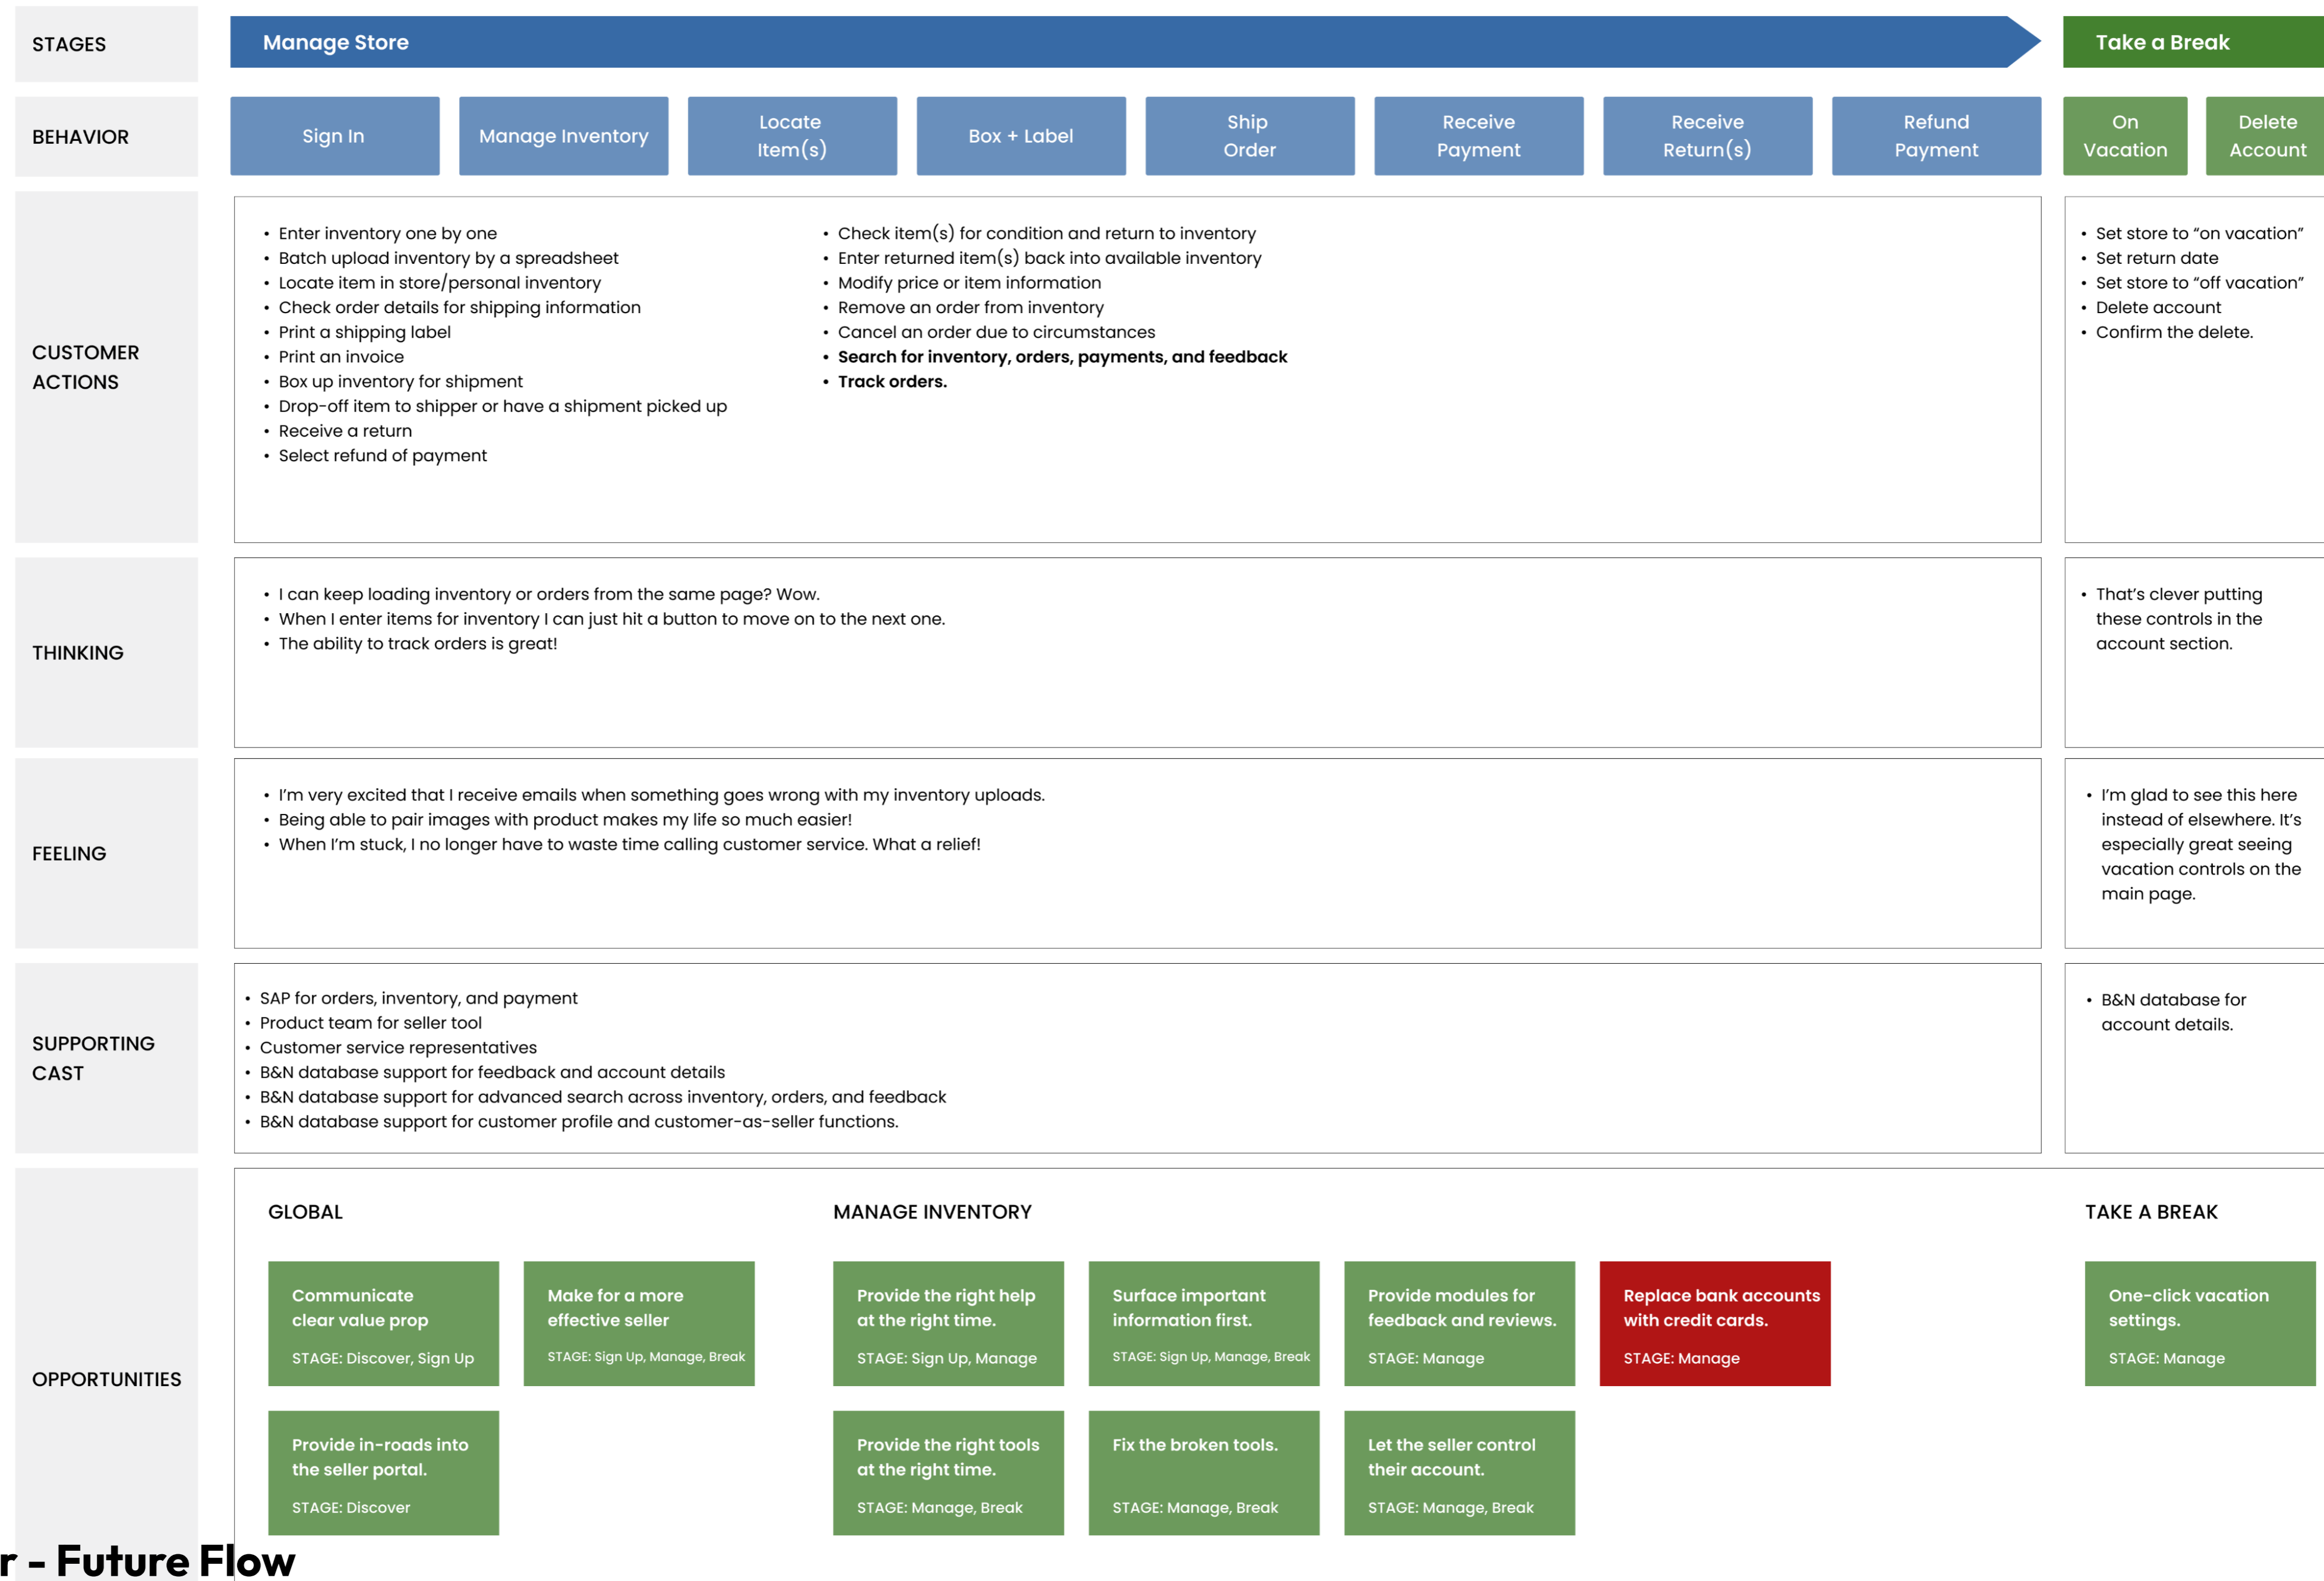 STAGES
Manage Store
Take a Break
BEHAVIOR
Sign In
Manage Inventory
Locate
Item(s)
Box + Label
Ship
Order
Receive
Payment
Receive
Return(s)
Refund
Payment
On
Vacation
Delete
Account
CUSTOMER
ACTIONS
• Enter inventory one by one
• Batch upload inventory by a spreadsheet
• Locate item in store/personal inventory
• Check order details for shipping information
• Print a shipping label
• Print an invoice
• Box up inventory for shipment
• Drop-off item to shipper or have a shipment picked up
• Receive a return
• Select refund of payment
• Check item(s) for condition and return to inventory
• Enter returned item(s) back into available inventory
• Modify price or item information
• Remove an order from inventory
• Cancel an order due to circumstances
• Search for inventory, orders, payments, and feedback
• Track orders.
• Set store to “on vacation”
• Set return date
• Set store to “off vacation”
• Delete account
• Confirm the delete.
THINKING
• I can keep loading inventory or orders from the same page? Wow.
• When I enter items for inventory I can just hit a button to move on to the next one.
• The ability to track orders is great!
• That’s clever putting
these controls in the
account section.
FEELING
• I’m very excited that I receive emails when something goes wrong with my inventory uploads.
• Being able to pair images with product makes my life so much easier!
• When I’m stuck, I no longer have to waste time calling customer service. What a relief!
• I’m glad to see this here
instead of elsewhere. It’s
especially great seeing
vacation controls on the
main page.
SUPPORTING
CAST
• SAP for orders, inventory, and payment
• Product team for seller tool
• Customer service representatives
• B&N database support for feedback and account details
• B&N database support for advanced search across inventory, orders, and feedback
• B&N database support for customer profile and customer-as-seller functions.
• B&N database for
account details.
OPPORTUNITIES
GLOBAL
Communicate
clear value prop
STAGE: Discover, Sign Up
Make for a more
effective seller
STAGE: Sign Up, Manage, Break
Provide in-roads into
the seller portal.
STAGE: Discover
MANAGE INVENTORY
Provide the right help
at the right time.
STAGE: Sign Up, Manage
Surface important
information first.
STAGE: Sign Up, Manage, Break
Provide modules for
feedback and reviews.
STAGE: Manage
Replace bank accounts
with credit cards.
STAGE: Manage
Provide the right tools
at the right time.
STAGE: Manage, Break
Fix the broken tools.
STAGE: Manage, Break
Let the seller control
their account.
STAGE: Manage, Break
TAKE A BREAK
One-click vacation
settings.
STAGE: Manage
r - Future Flow